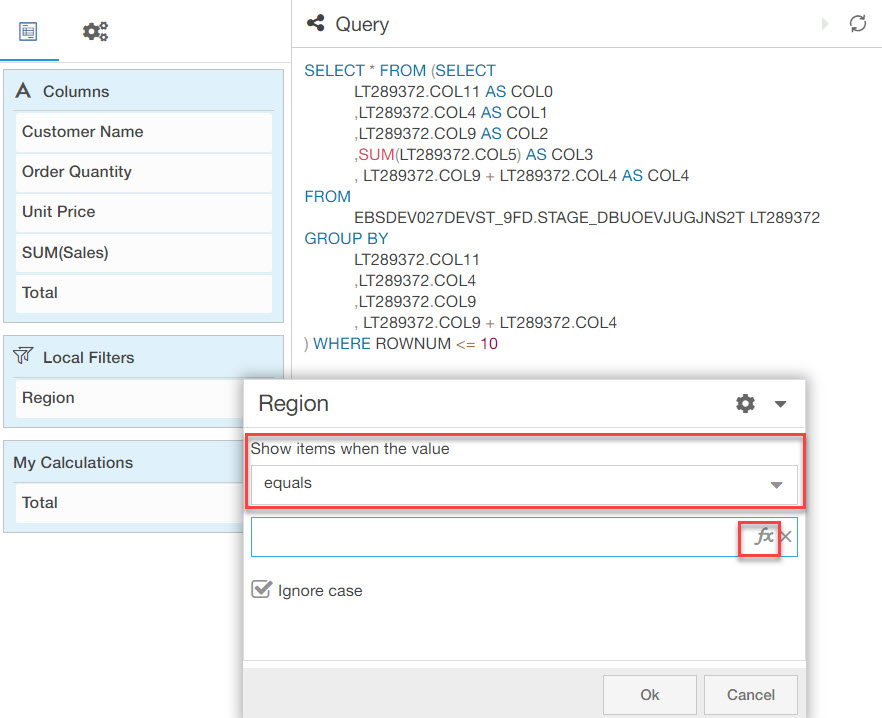 Query
Columns
Customer Name
Order Quantity
Unit Price
SUM(Sales)
Total
Local Filters
Region
My Calculations
Total
SELECT * FROM (SELECT
LT289372.COL11 AS COL0
,LT289372.COL4 AS COL1
,LT289372.COL9 AS COL2
,SUM(LT289372.COL5) AS COL3
, LT289372.COL9 + LT289372.COL4 AS COL4
FROM
EBSDEV027DEVST_9FD.STAGE_DBUOEVJUGJNS2T LT289372
GROUP BY
LT289372.COL11
,LT289372.COL4
,LT289372.COL9
, LT289372.COL9 + LT289372.COL4
) WHERE ROWNUM <= 10
Region
Show items when the value
equals
fx
Ignore case
Ok Cancel